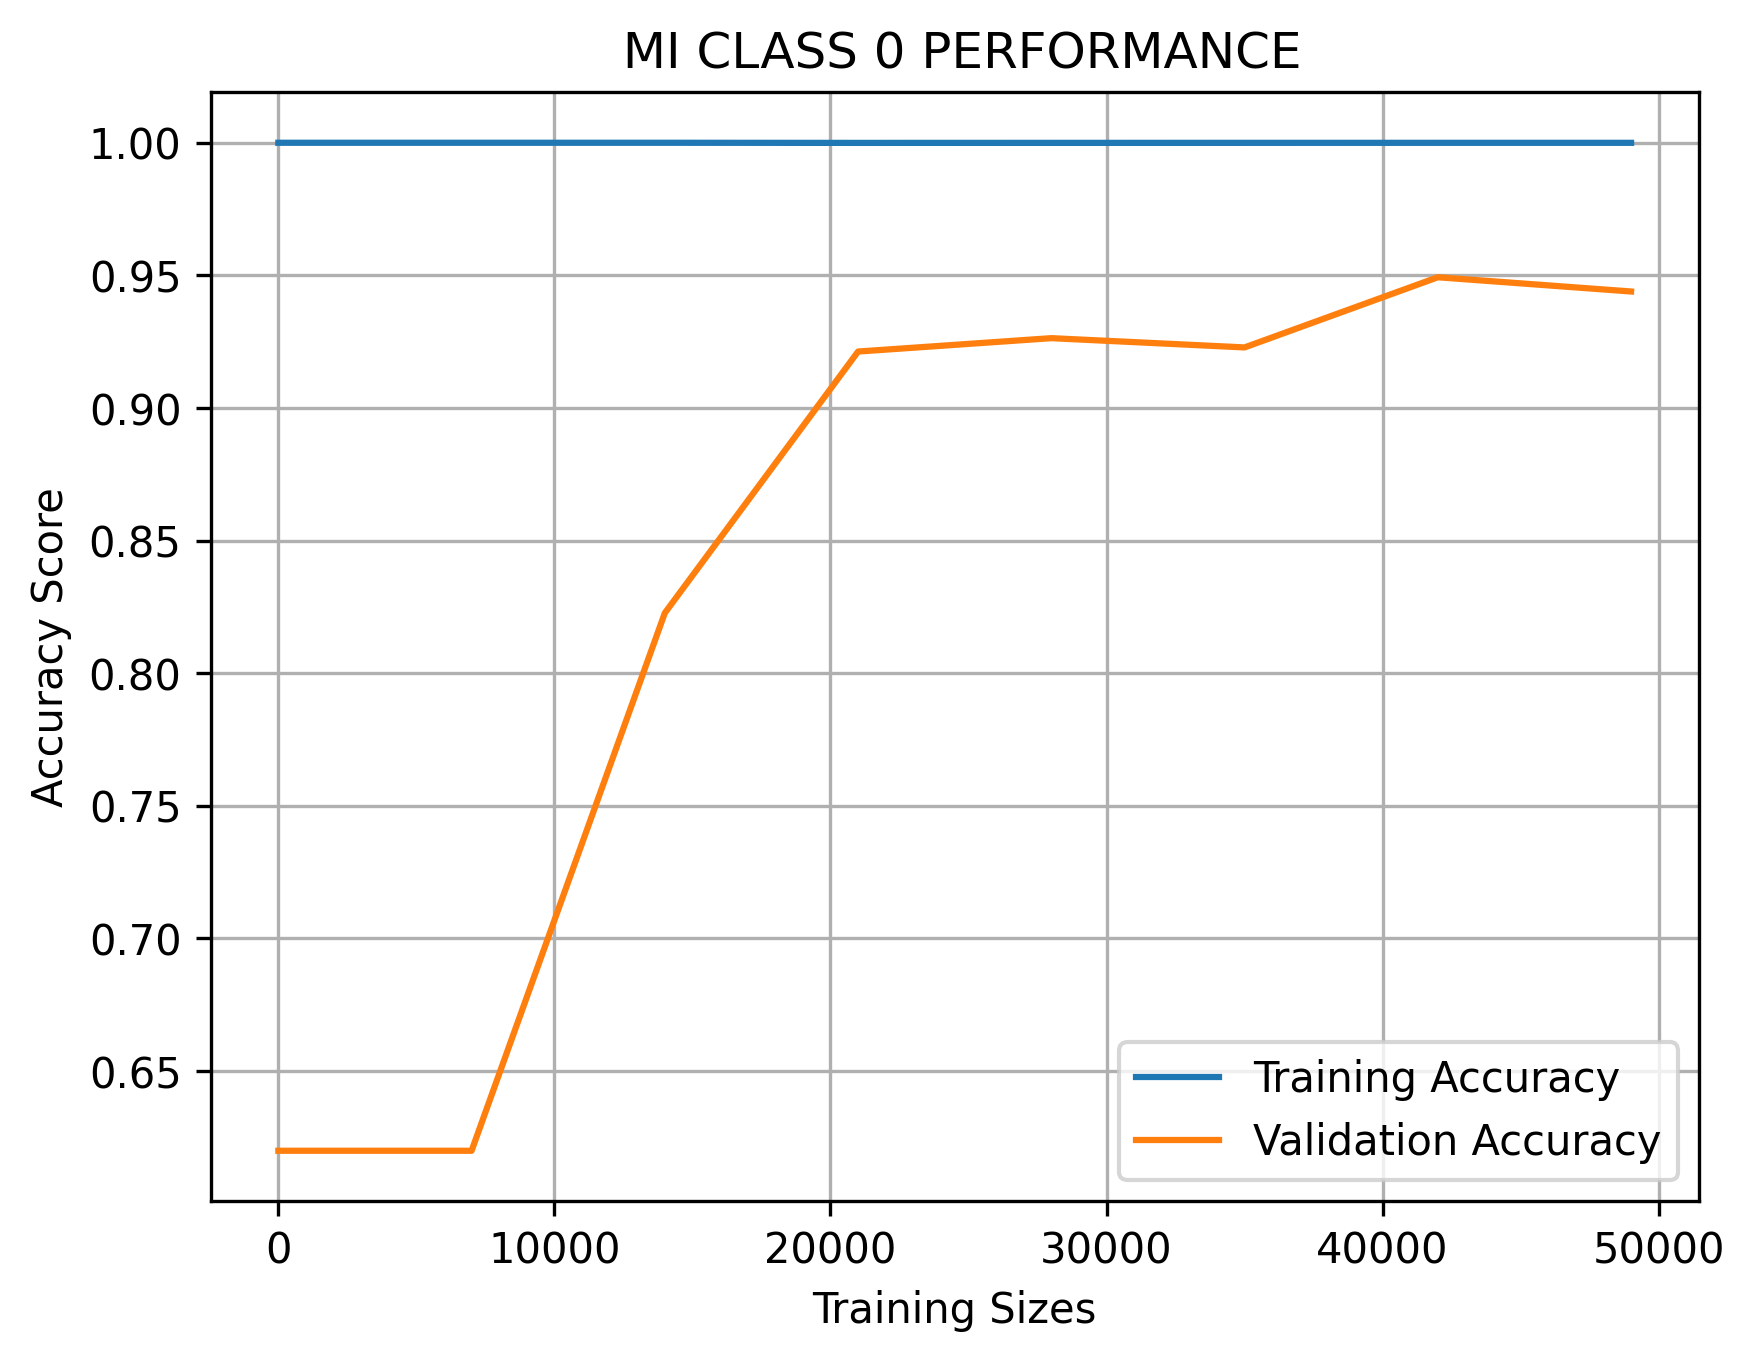 MI CLASS 0 PERFORMANCE
1.00
0.95
0.90
0.85
0.80
0.75
0.70
0.65
Accuracy Score
Training Accuracy
Validation Accuracy
0 10000 20000 30000 40000 50000
Training Sizes